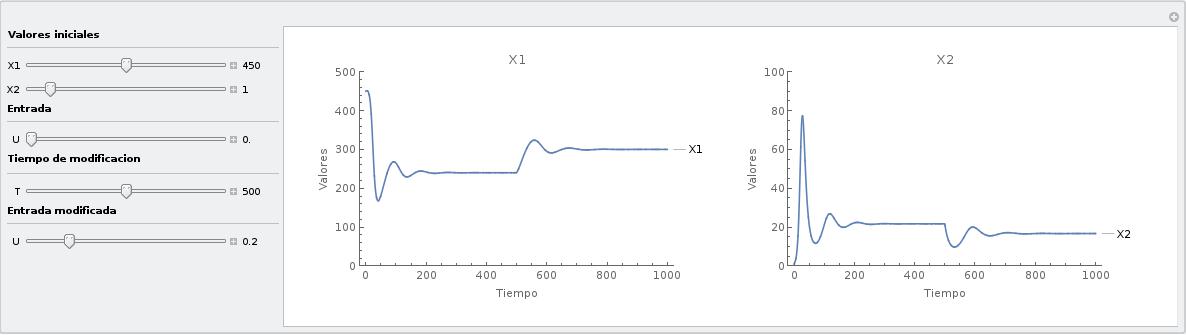 Valores iniciales
X1 450
X2 1
Entrada
U 0.
Tiempo de modificacion
T 500
Entrada modificada
U 0.2
X1
500
400
300
200
100
0
Valores
X1
0 200 400 600 800 1000
Tiempo
X2
100
80
60
40
20
0
Valores
X2
0 200 400 600 800 1000
Tiempo